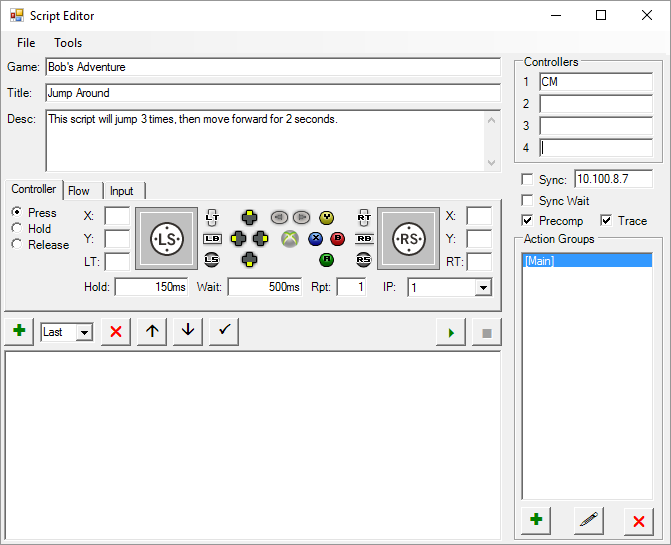 Script Editor
File Tools
Game: Bob's Adventure
Title: Jump Around
Desc: This script will jump 3 times, then move forward for 2 seconds.
Controller Flow Input
Press
Hold
Release
X:
Y:
LT:
LS
LT
LB
LS
Y
X B
A
RT
RB
RS
RS
X:
Y:
RT:
Hold: 150ms Wait: 500ms Rpt: 1 IP: 1
Last
Controllers
1 CM
2
3
4
Sync: 10.100.8.7
Sync Wait
Precomp Trace
Action Groups
[Main]